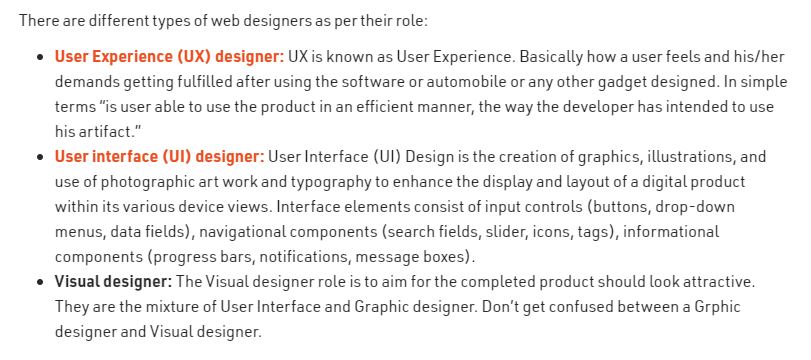 There are different types of web designers as per their role:
• User Experience (UX) designer: UX is known as User Experience. Basically how a user feels and his/her
demands getting fulfilled after using the software or automobile or any other gadget designed. In simple
terms “is user able to use the product in an efficient manner, the way the developer has intended to use
his artifact.”
• User interface (UI) designer: User Interface (UI) Design is the creation of graphics, illustrations, and
use of photographic art work and typography to enhance the display and layout of a digital product
within its various device views. Interface elements consist of input controls (buttons, drop-down
menus, data fields), navigational components (search fields, slider, icons, tags), informational
components (progress bars, notifications, message boxes).
• Visual designer: The Visual designer role is to aim for the completed product should look attractive.
They are the mixture of User Interface and Graphic designer. Don’t get confused between a Grphic
designer and Visual designer.